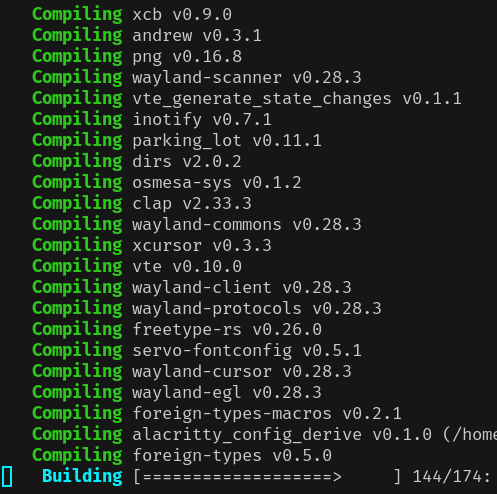 Compiling xcb v0.9.0
Compiling andrew v0.3.1
Compiling png v0.16.8
Compiling wayland-scanner v0.28.3
Compiling vte_generate_state_changes v0.1.1
Compiling inotify v0.7.1
Compiling parking_lot v0.11.1
Compiling dirs v2.0.2
Compiling osmesa-sys v0.1.2
Compiling clap v2.33.3
Compiling wayland-commons v0.28.3
Compiling xcursor v0.3.3
Compiling vte v0.10.0
Compiling wayland-client v0.28.3
Compiling wayland-protocols v0.28.3
Compiling freetype-rs v0.26.0
Compiling servo-fontconfig v0.5.1
Compiling wayland-cursor v0.28.3
Compiling wayland-egl v0.28.3
Compiling foreign-types-macros v0.2.1
Compiling alacritty_config_derive v0.1.0 (/home
Compiling foreign-types v0.5.0
Building [===================>      ] 144/174: